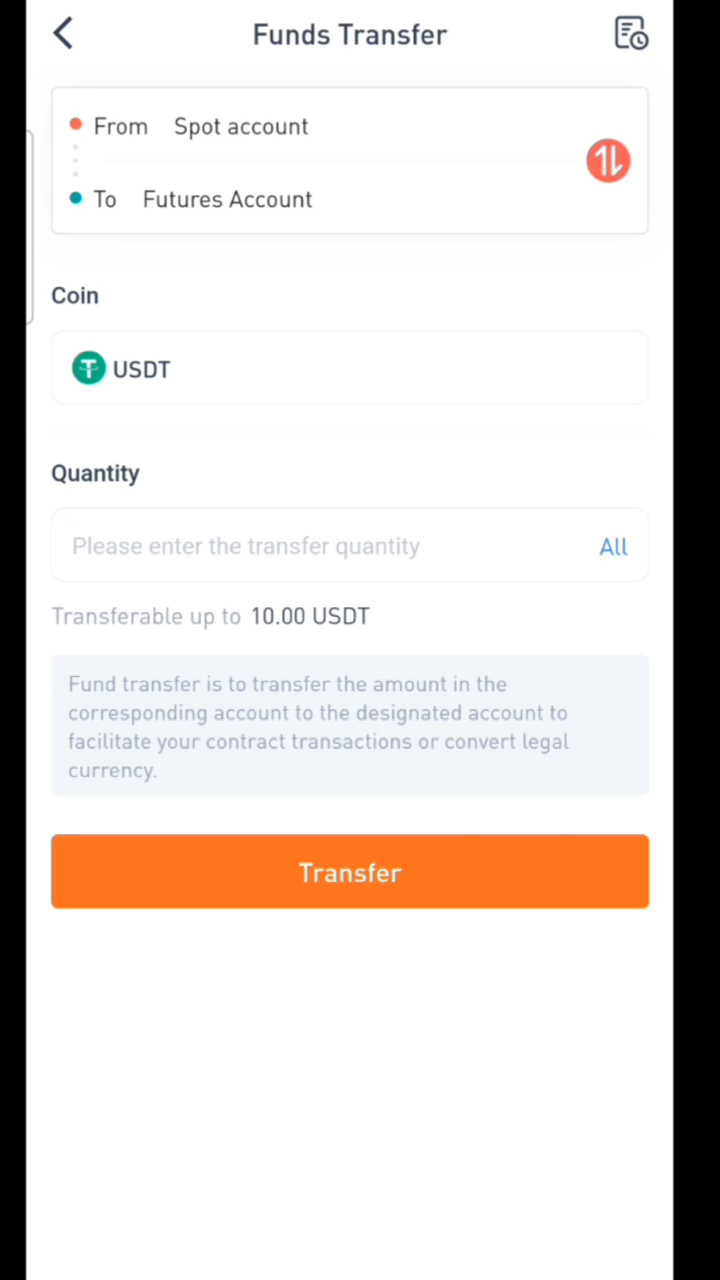 Funds Transfer
From Spot account
To Futures Account
Coin
USDT
Quantity
Please enter the transfer quantity All
Transferable up to 10.00 USDT
Fund transfer is to transfer the amount in the
corresponding account to the designated account to
facilitate your contract transactions or convert legal
currency.
Transfer